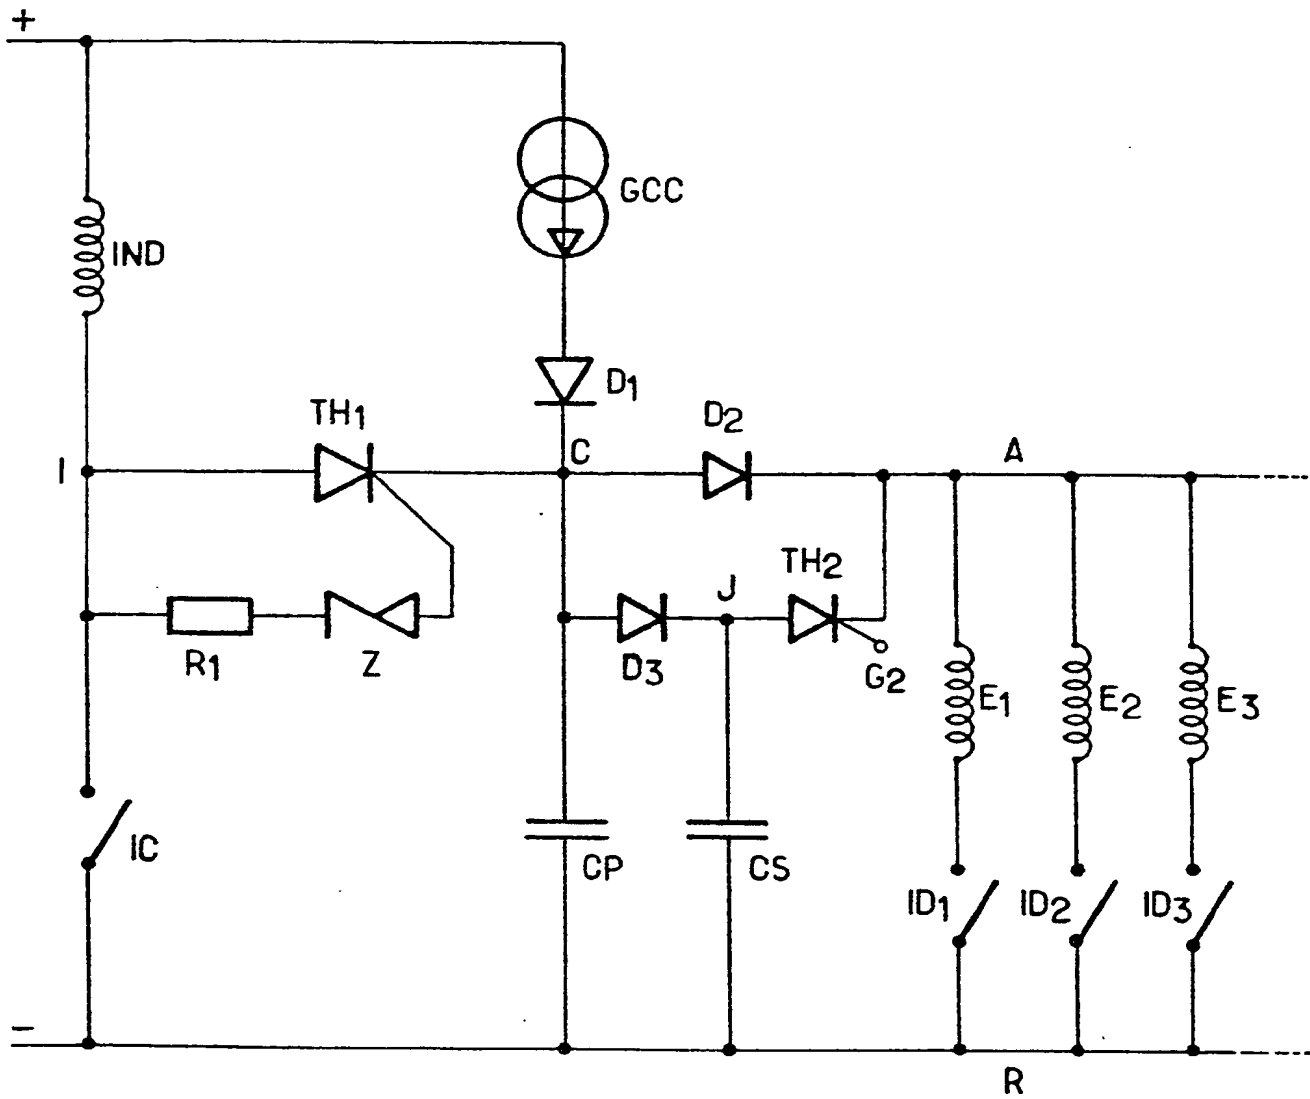 +
GCC
IND
D1
TH1
D2
I
C
A
J
TH2
R1
Z
D3
G2
E1
E2
E3
IC
CP
CS
ID1
ID2
ID3
−
R